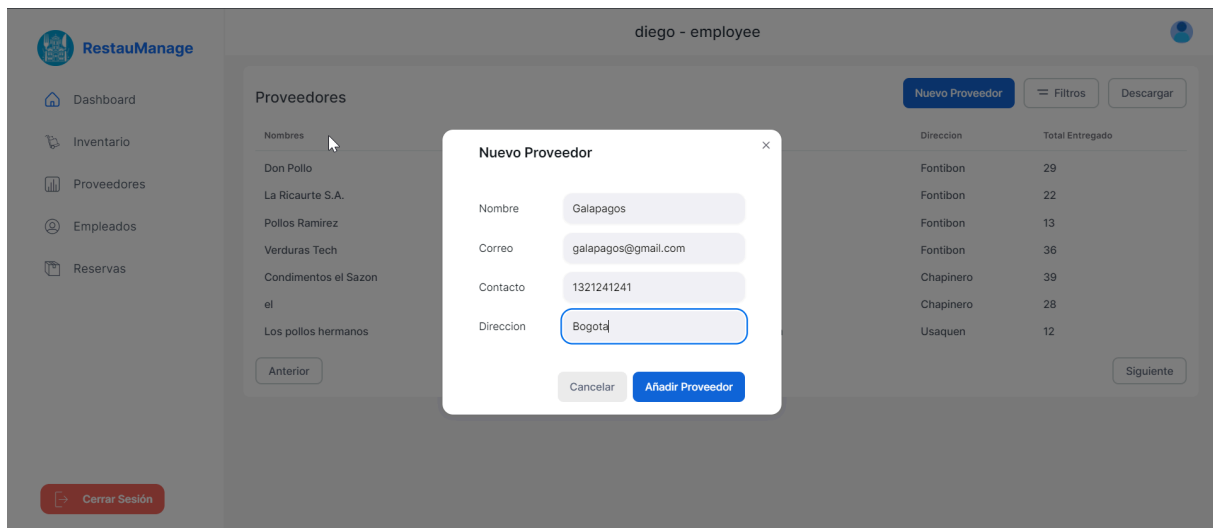 diego - employee
RestauManage
Dashboard
Inventario
Proveedores
Empleados
Reservas
Cerrar Sesión
Proveedores
Nuevo Proveedor
Filtros
Descargar
Nombres Direccion Total Entregado
Don Pollo Fontibon 29
La Ricaurte S.A. Fontibon 22
Pollos Ramirez Fontibon 13
Verduras Tech Fontibon 36
Condimentos el Sazon Chapinero 39
el Chapinero 28
Los pollos hermanos Usaquen 12
Anterior
Siguiente
Nuevo Proveedor
Nombre Galapagos
Correo galapagos@gmail.com
Contacto 1321241241
Direccion Bogota
Cancelar
Añadir Proveedor